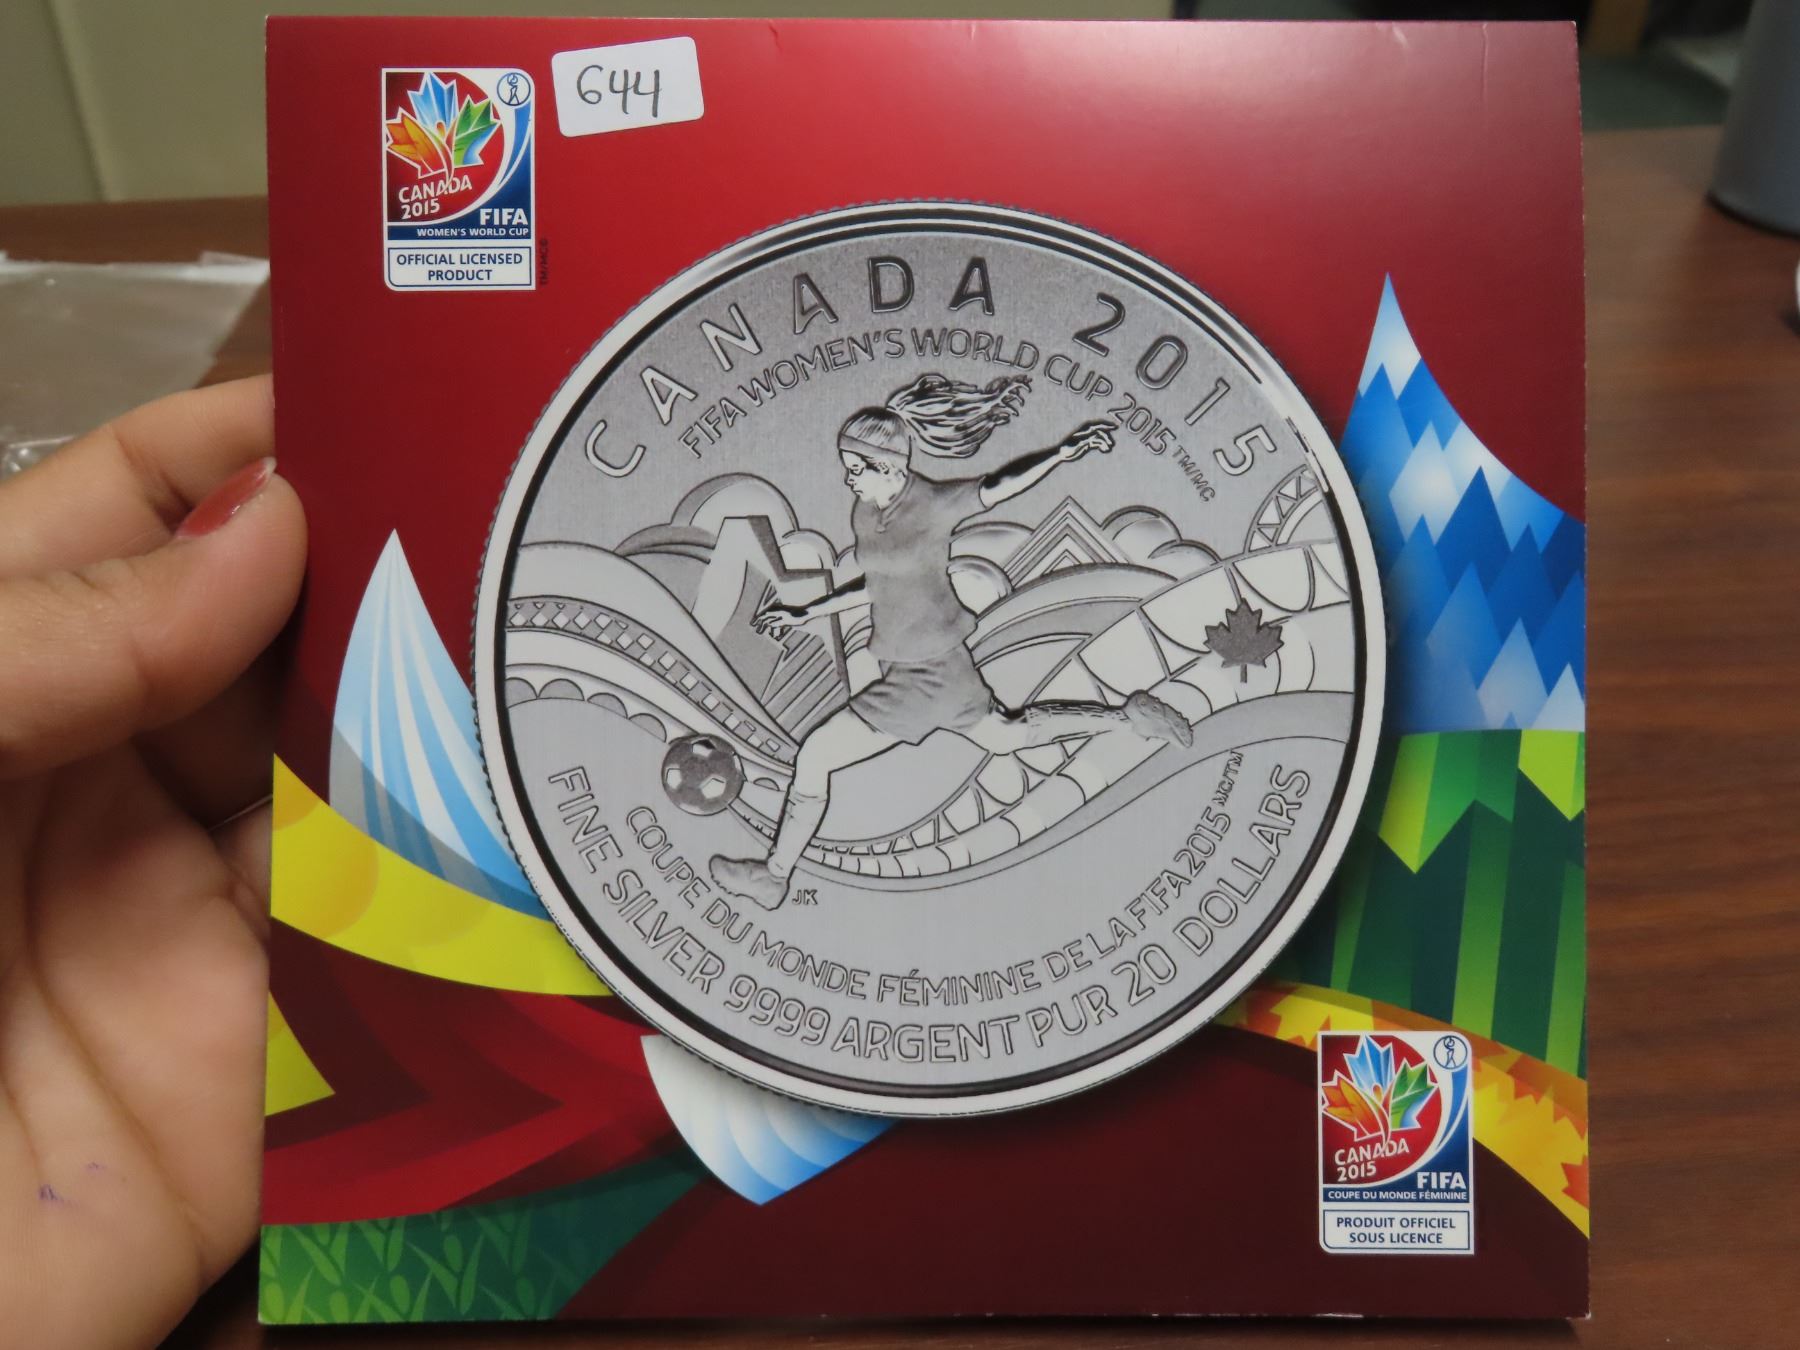 644
CANADA
2015
FIFA
WOMEN'S WORLD CUP
OFFICIAL LICENSED
PRODUCT
TM/MC©
CANADA 2015
FIFA WOMEN'S WORLD CUP 2015 TM/MC
JK
COUPE DU MONDE FÉMININE DE LA FIFA 2015 MC/TM
FINE SILVER 9999 ARGENT PUR 20 DOLLARS
CANADA
2015
FIFA
COUPE DU MONDE FÉMININE
PRODUIT OFFICIEL
SOUS LICENCE